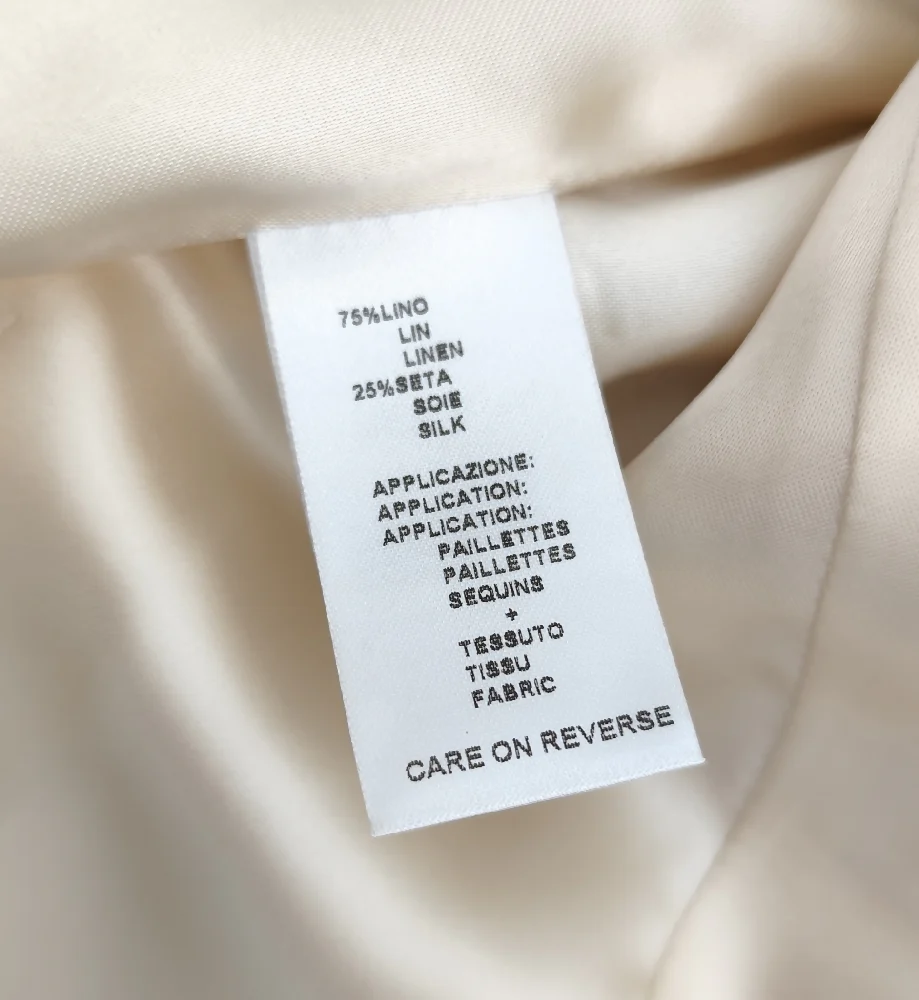 75%LINO
LIN
LINEN
25%SETA
SOIE
SILK
APPLICAZIONE:
APPLICATION:
APPLICATION:
PAILLETTES
PAILLETTES
SEQUINS
+
TESSUTO
TISSU
FABRIC
CARE ON REVERSE